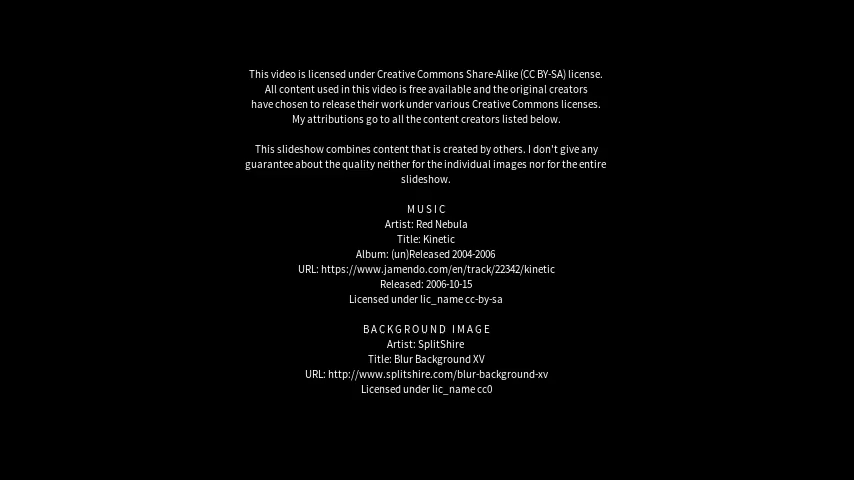 This video is licensed under Creative Commons Share-Alike (CC BY-SA) license.
All content used in this video is free available and the original creators
have chosen to release their work under various Creative Commons licenses.
My attributions go to all the content creators listed below.
This slideshow combines content that is created by others. I don't give any
guarantee about the quality neither for the individual images nor for the entire
slideshow.
MUSIC
Artist: Red Nebula
Title: Kinetic
Album: (un)Released 2004-2006
URL: https://www.jamendo.com/en/track/22342/kinetic
Released: 2006-10-15
Licensed under lic_name cc-by-sa
BACKGROUND IMAGE
Artist: SplitShire
Title: Blur Background XV
URL: http://www.splitshire.com/blur-background-xv
Licensed under lic_name cc0